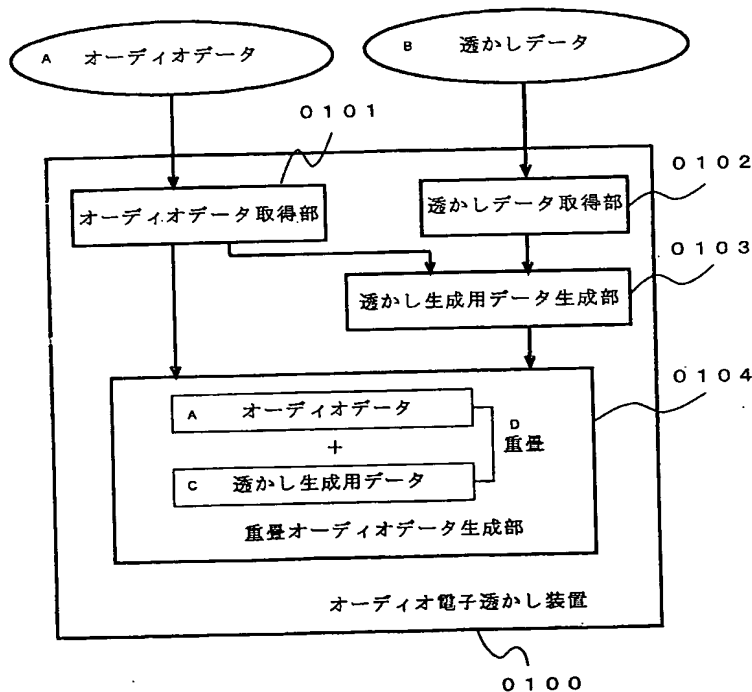 A オーディオデータ
B 透かしデータ
0101
0102
オーディオデータ取得部
透かしデータ取得部
0103
透かし生成用データ生成部
0104
A オーディオデータ
D
+
重畳
C 透かし生成用データ
重畳オーディオデータ生成部
オーディオ電子透かし装置
0100